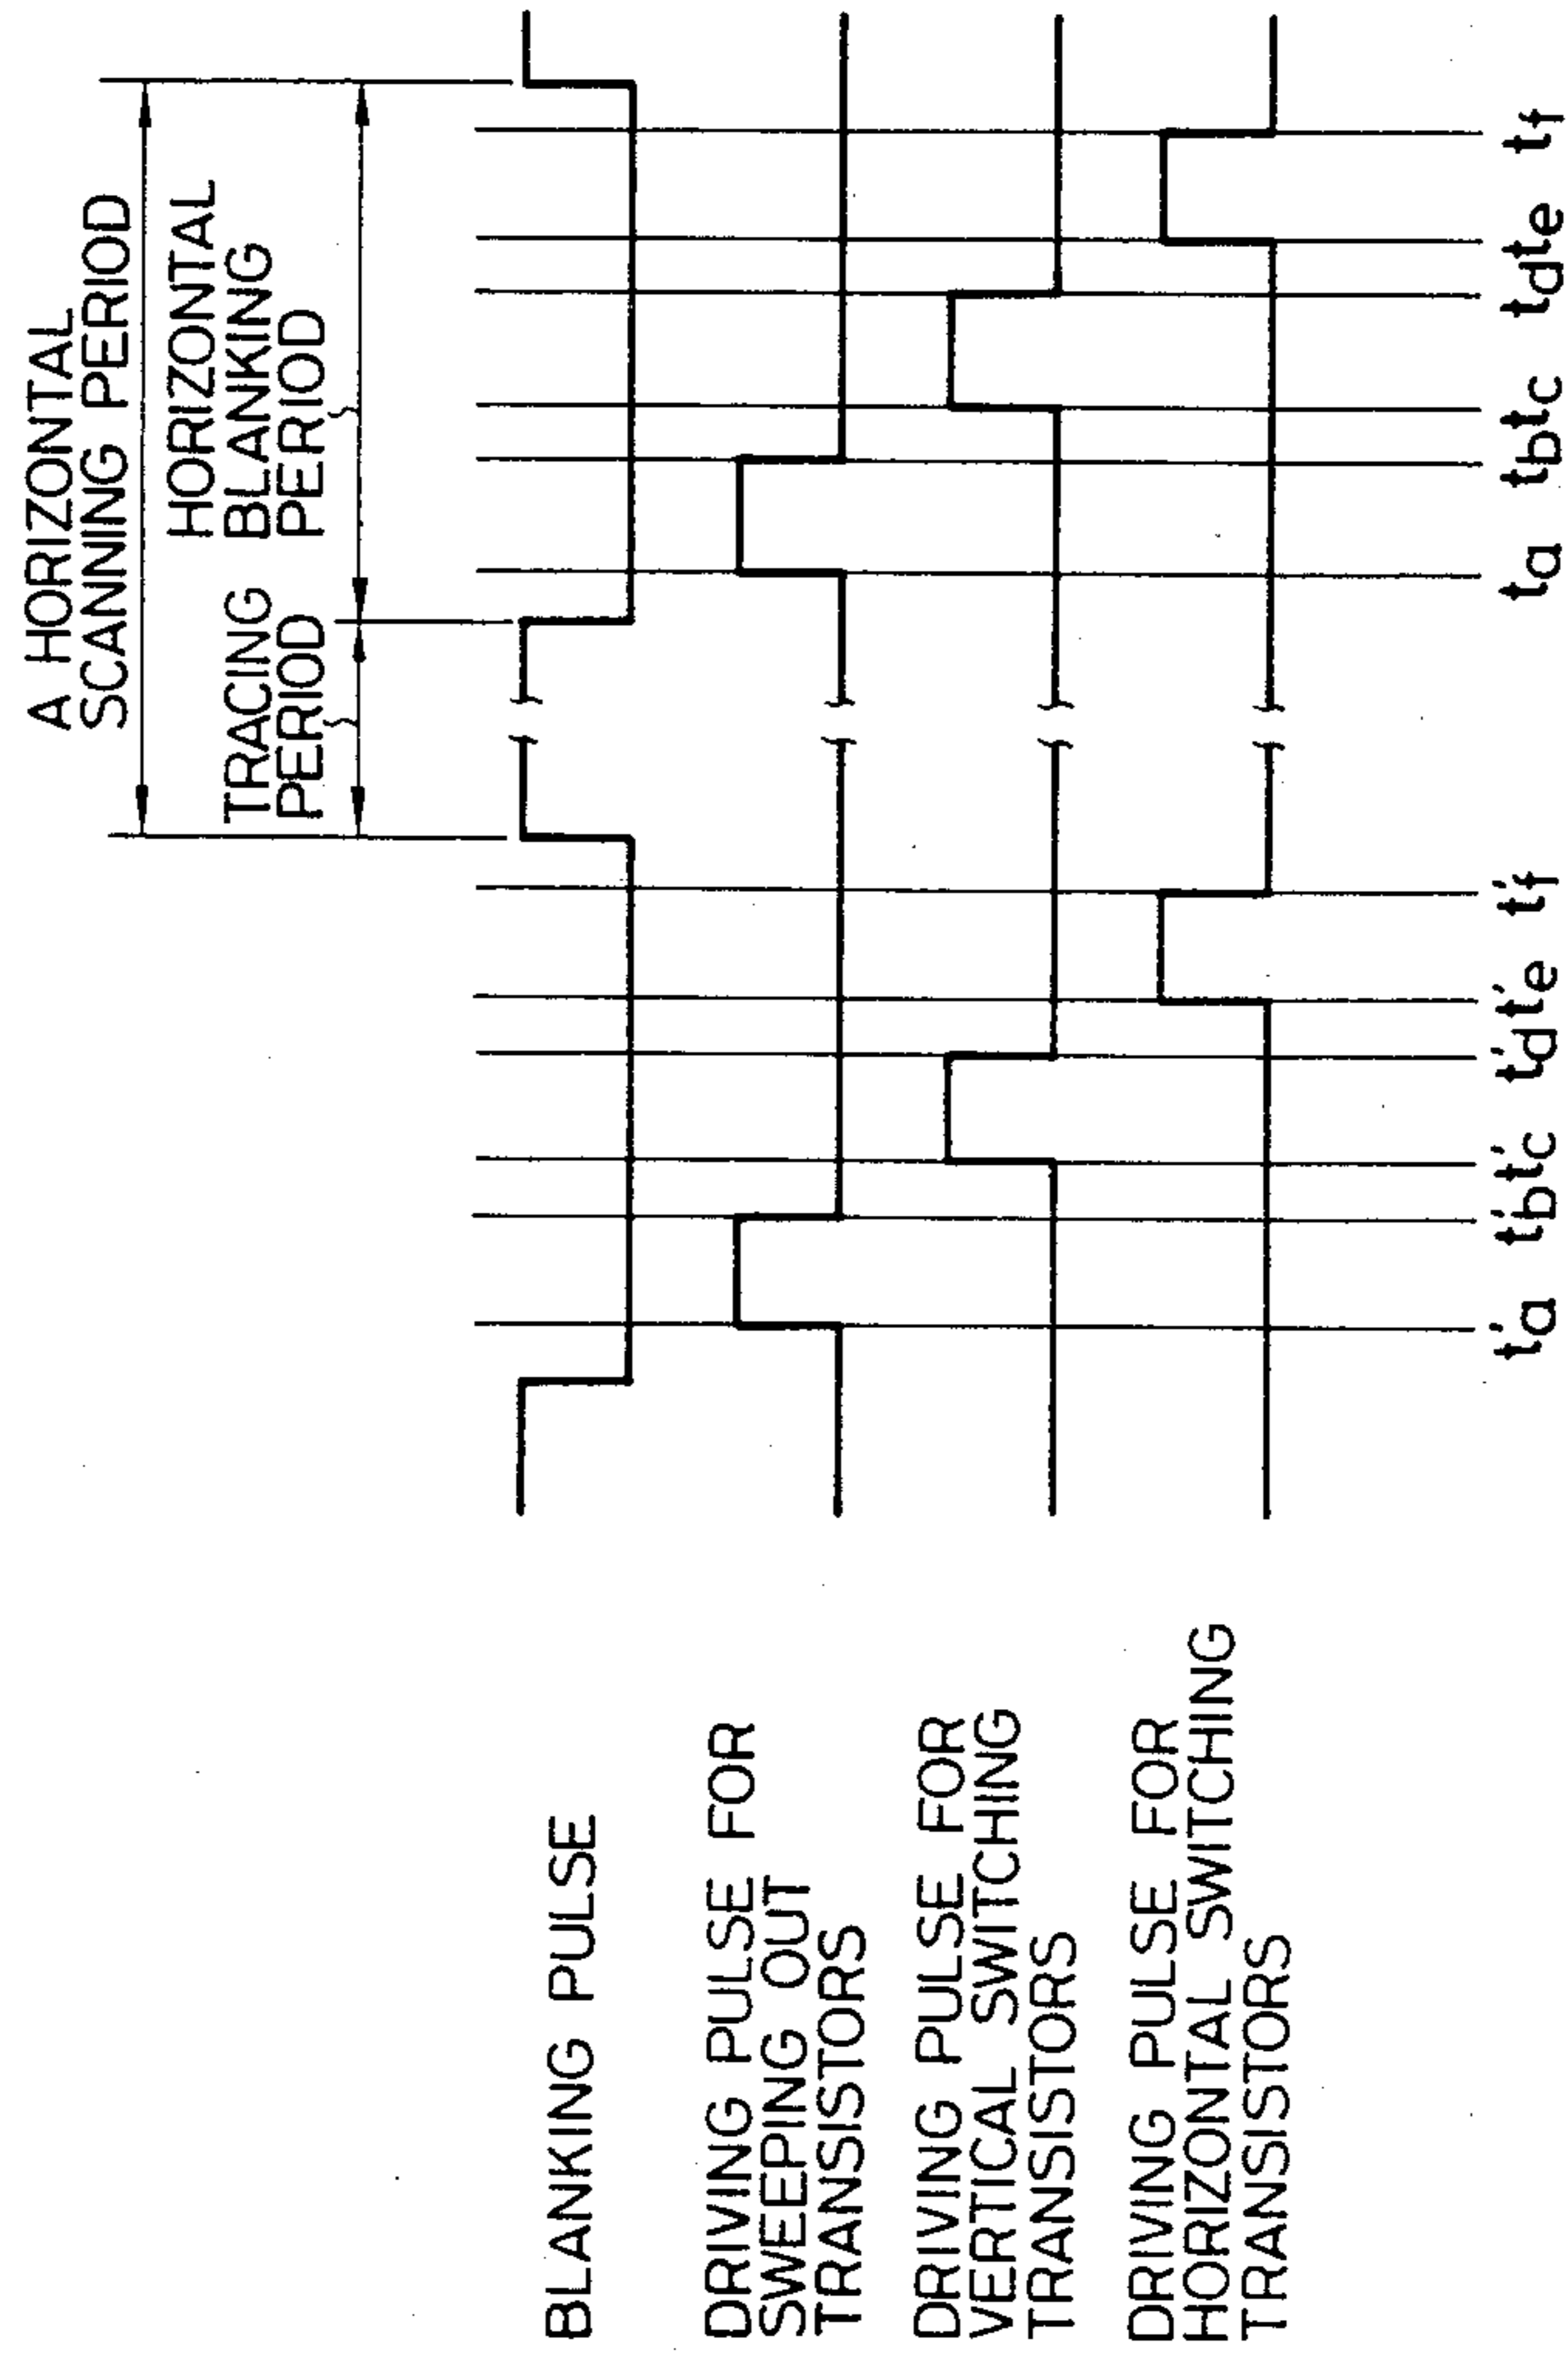 A HORIZONTAL
SCANNING PERIOD
TRACING
PERIOD
HORIZONTAL
BLANKING
PERIOD
BLANKING PULSE
DRIVING PULSE FOR
SWEEPING OUT
TRANSISTORS
DRIVING PULSE FOR
VERTICAL SWITCHING
TRANSISTORS
DRIVING PULSE FOR
HORIZONTAL SWITCHING
TRANSISTORS
t'a t'b t'c t'd t'e t'f ta tb tc td te tf